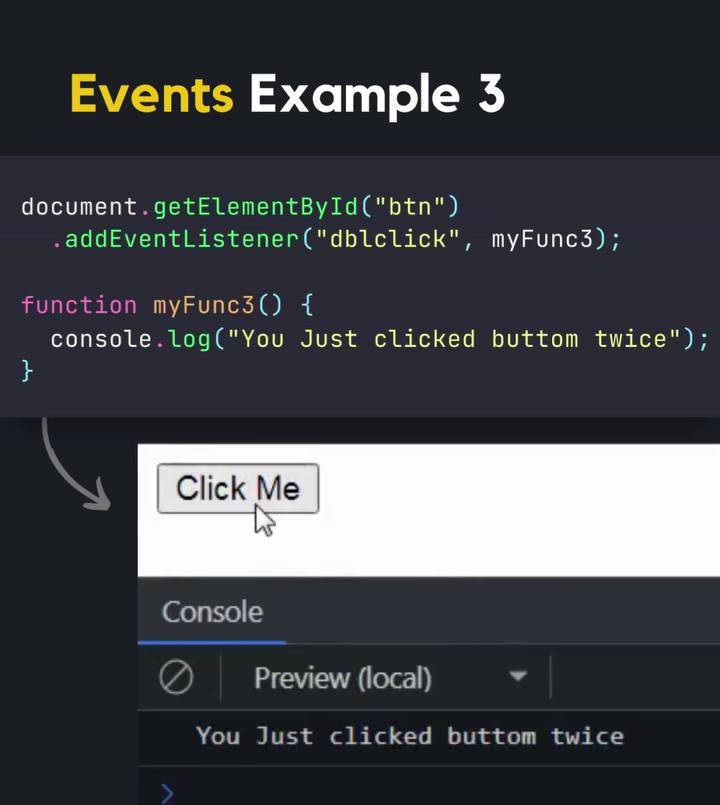 Events Example 3
document.getElementById("btn")
  .addEventListener("dblclick", myFunc3);
function myFunc3() {
  console.log("You Just clicked buttom twice");
}
Click Me
Console
Preview (local)
You Just clicked buttom twice